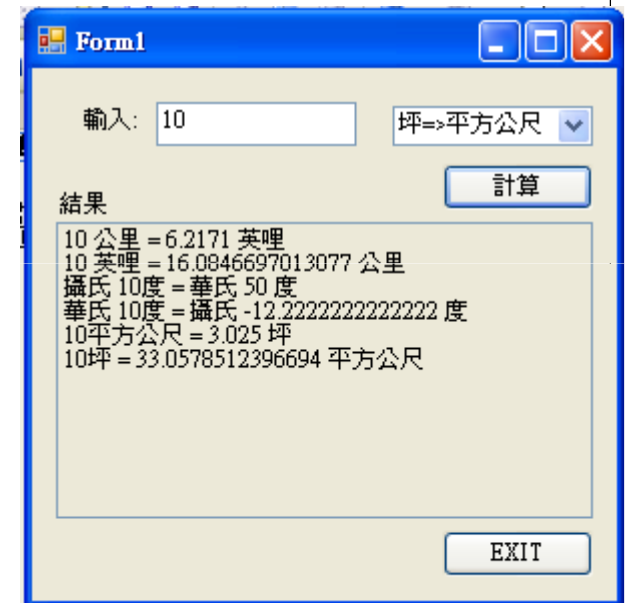 Form1
輸入: 10 坪=>平方公尺
計算
結果
10 公里 = 6.2171 英哩
10 英哩 = 16.0846697013077 公里
攝氏 10度 = 華氏 50 度
華氏 10度 = 攝氏 -12.2222222222222 度
10平方公尺 = 3.025 坪
10坪 = 33.0578512396694 平方公尺
EXIT